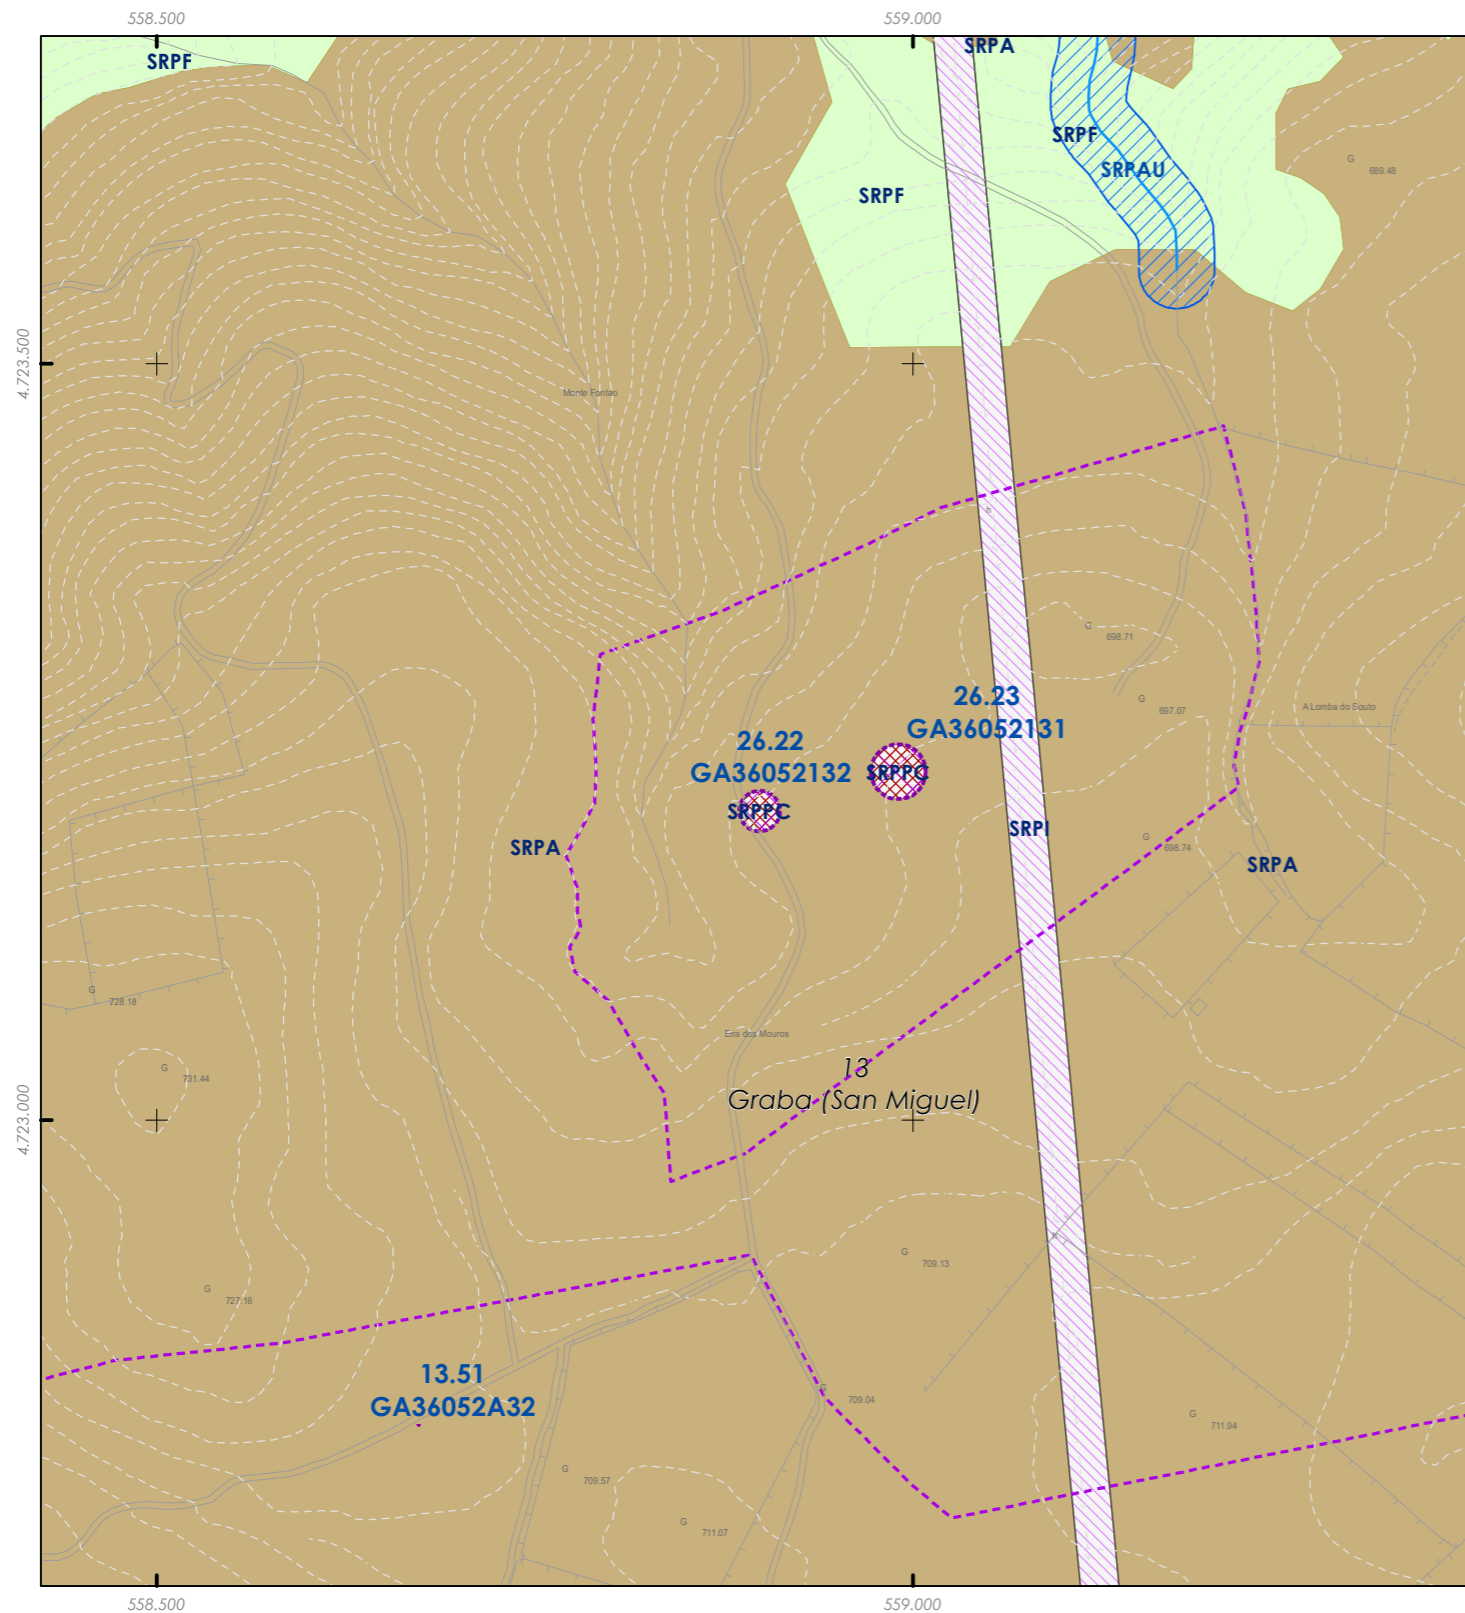 558.500
559.000
SRPA
SRPF
SRPF
689.48
SRPAU
SRPF
4.723.500
Monte Fontao
h
698.71
26.23
GA36052131
697.07
A Lomba do Souto
26.22
GA36052132
SRPPC
SRPPC
SRPI
SRPA
698.74
SRPA
G
728.18
Eira dos Mouros
13
Graba (San Miguel)
G
731.44
4.723.000
G
709.13
G
727.16
13.51
GA36052A32
G
709.04
G
711.94
G
709.57
G
711.07
558.500
559.000